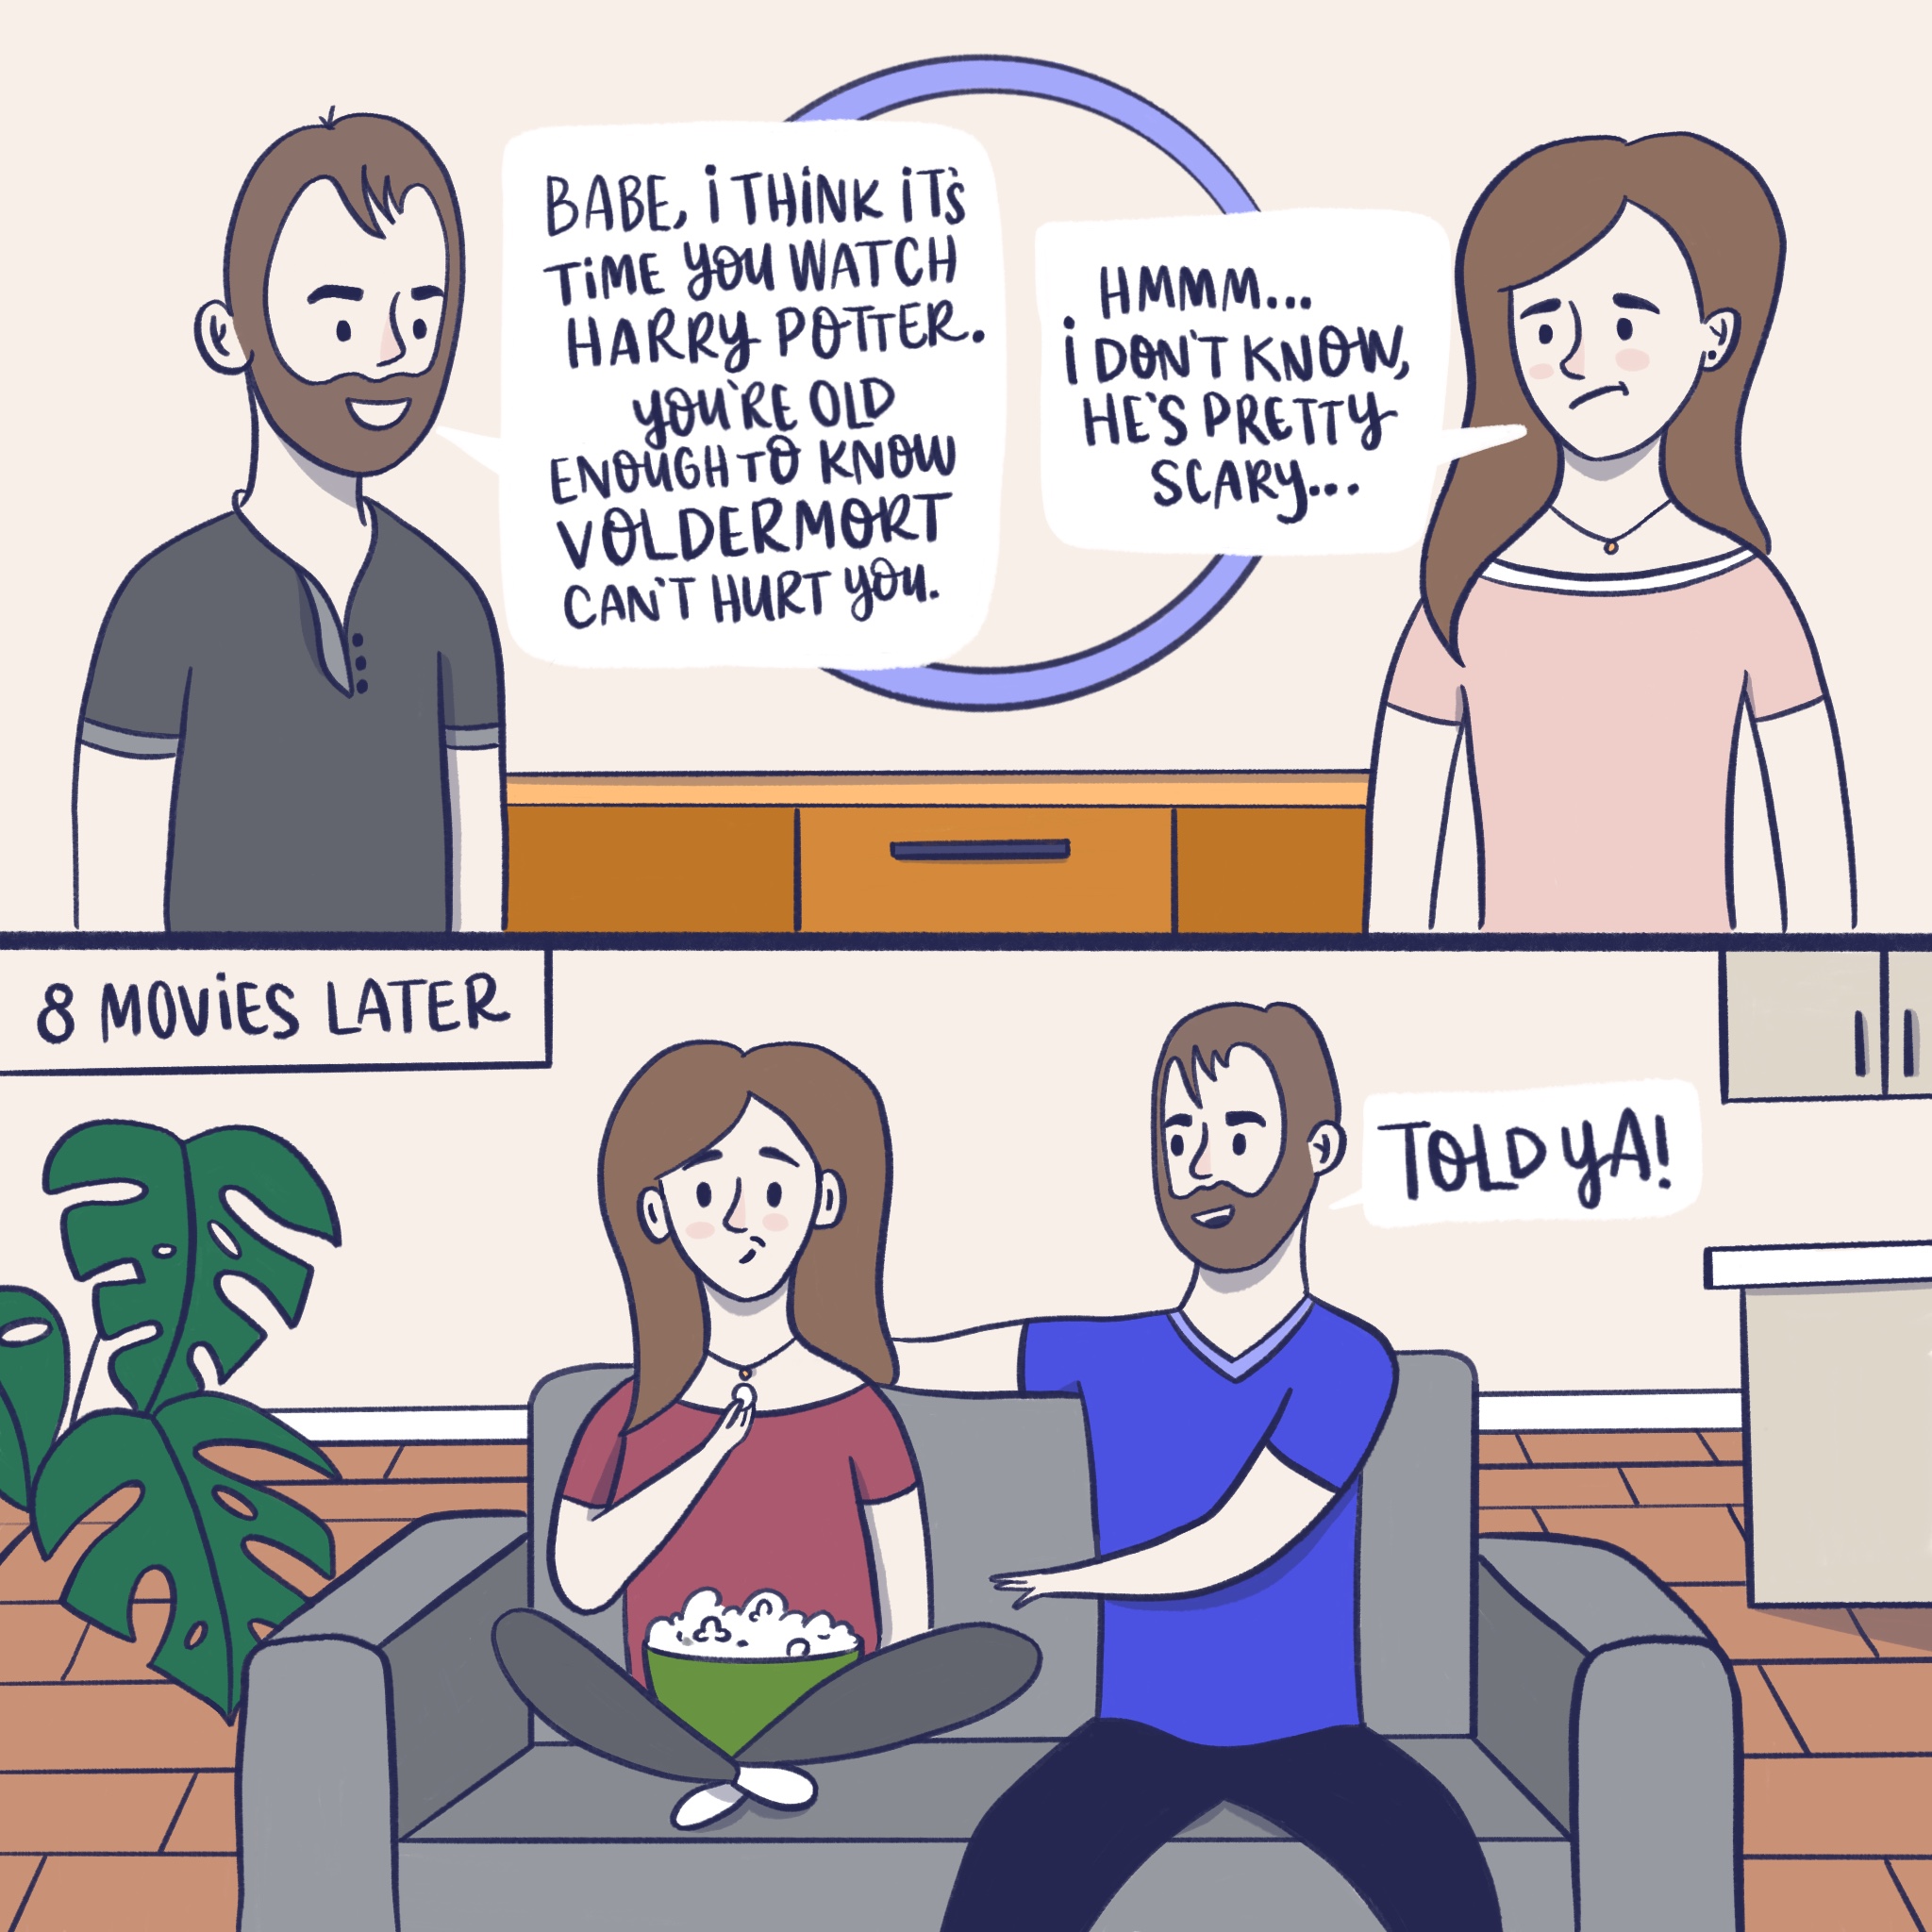 BABE, i THiNK iT's
TiME YOU WATCH
HARRY POTTER.
YOU'RE OLD
ENOUGH TO KNOW
VOLDERMORT
CAN'T HURT YOU.
HMMM...
i DON'T KNOW,
HE'S PRETTY
SCARY...
8 MOViES LATER
TOLD YA!